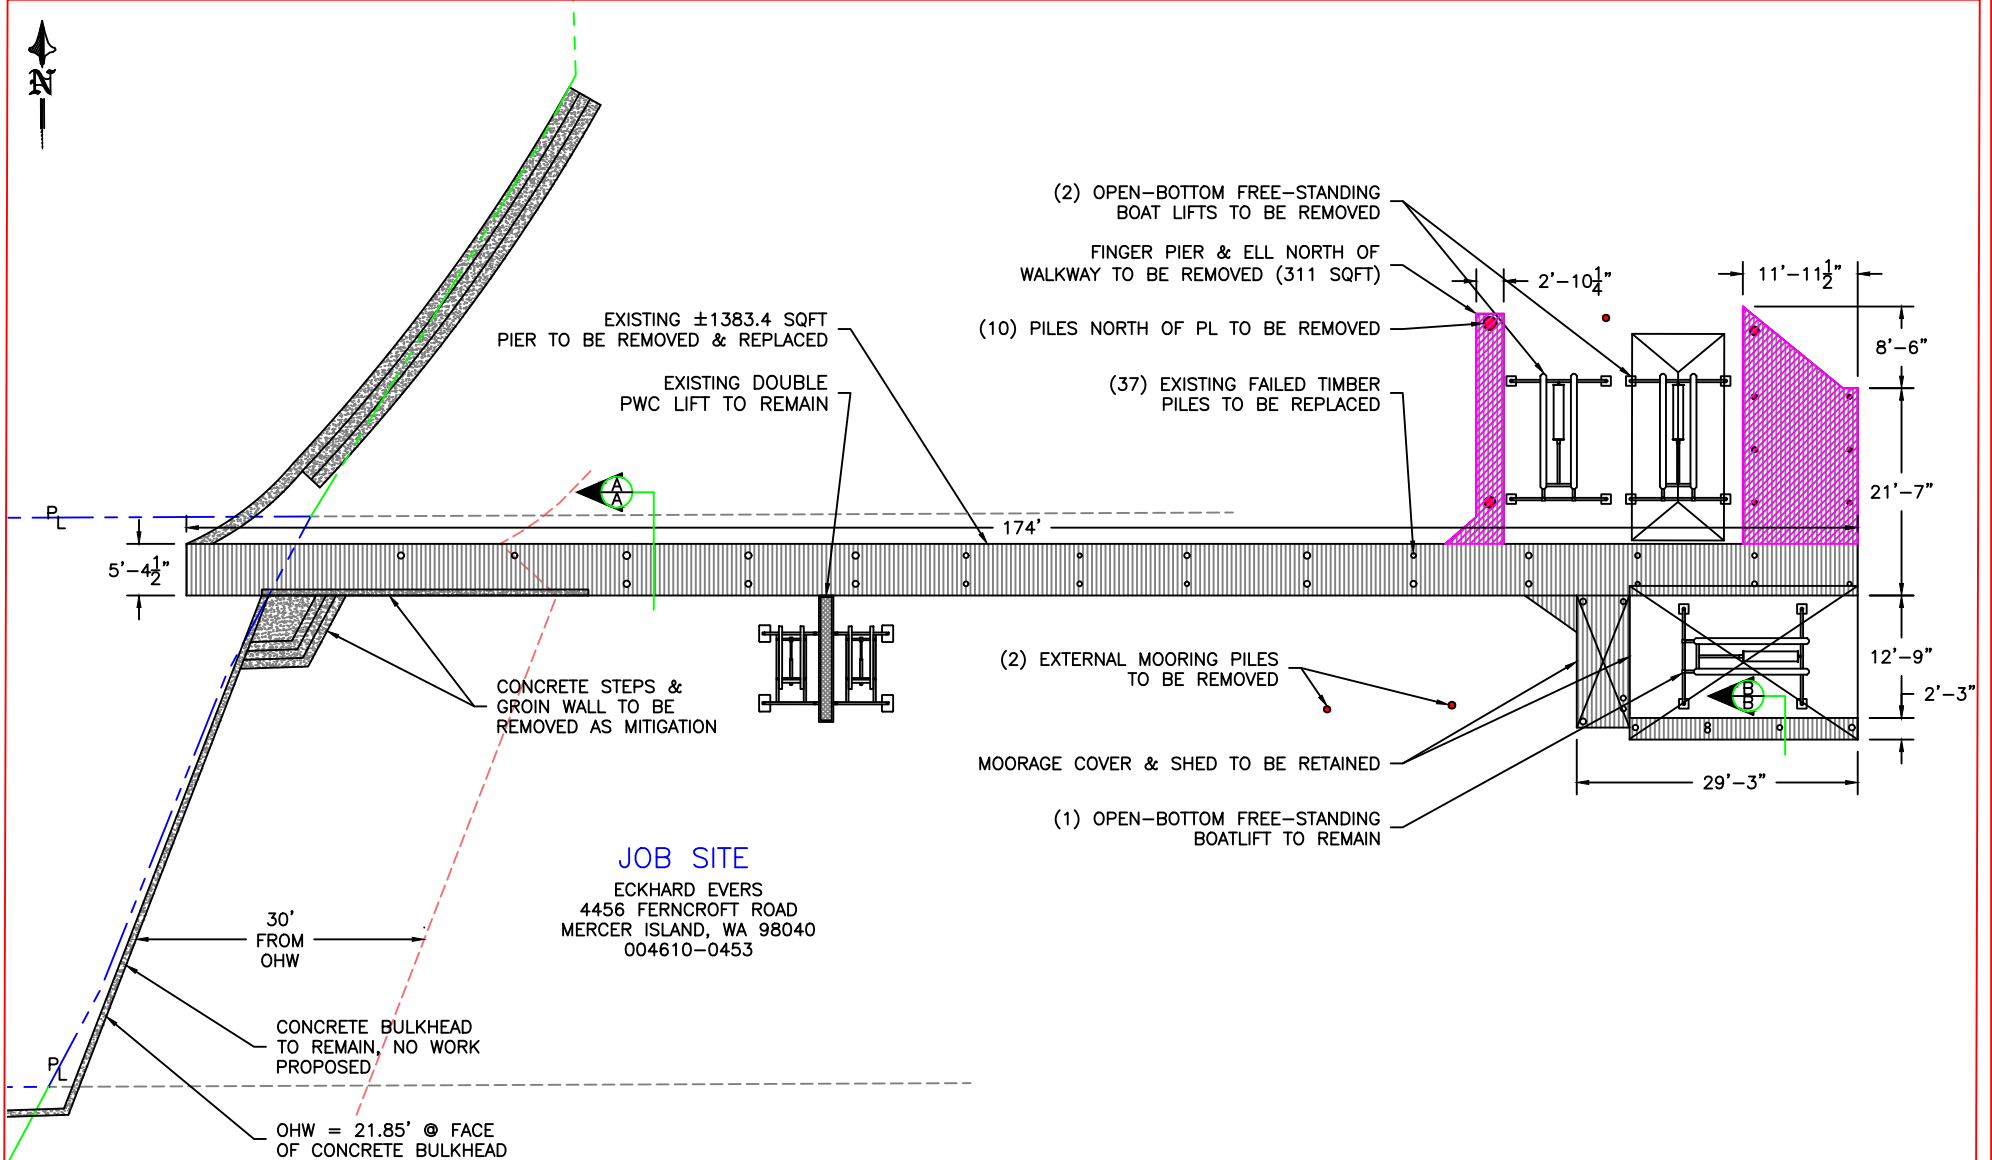 N
(2) OPEN-BOTTOM FREE-STANDING
BOAT LIFTS TO BE REMOVED
FINGER PIER & ELL NORTH OF
WALKWAY TO BE REMOVED (311 SQFT)
2'-10 1/4"
11'-11 1/2"
(10) PILES NORTH OF PL TO BE REMOVED
8'-6"
EXISTING ±1383.4 SQFT
PIER TO BE REMOVED & REPLACED
EXISTING DOUBLE
PWC LIFT TO REMAIN
(37) EXISTING FAILED TIMBER
PILES TO BE REPLACED
A
A
21'-7"
PL
174'
5'-4 1/2"
12'-9"
2'-3"
(2) EXTERNAL MOORING PILES
TO BE REMOVED
B
B
CONCRETE STEPS &
GROIN WALL TO BE
REMOVED AS MITIGATION
MOORAGE COVER & SHED TO BE RETAINED
29'-3"
(1) OPEN-BOTTOM FREE-STANDING
BOATLIFT TO REMAIN
JOB SITE
ECKHARD EVERS
4456 FERNCROFT ROAD
MERCER ISLAND, WA 98040
004610-0453
30'
FROM
OHW
CONCRETE BULKHEAD
TO REMAIN, NO WORK
PROPOSED
PL
OHW = 21.85' @ FACE
OF CONCRETE BULKHEAD